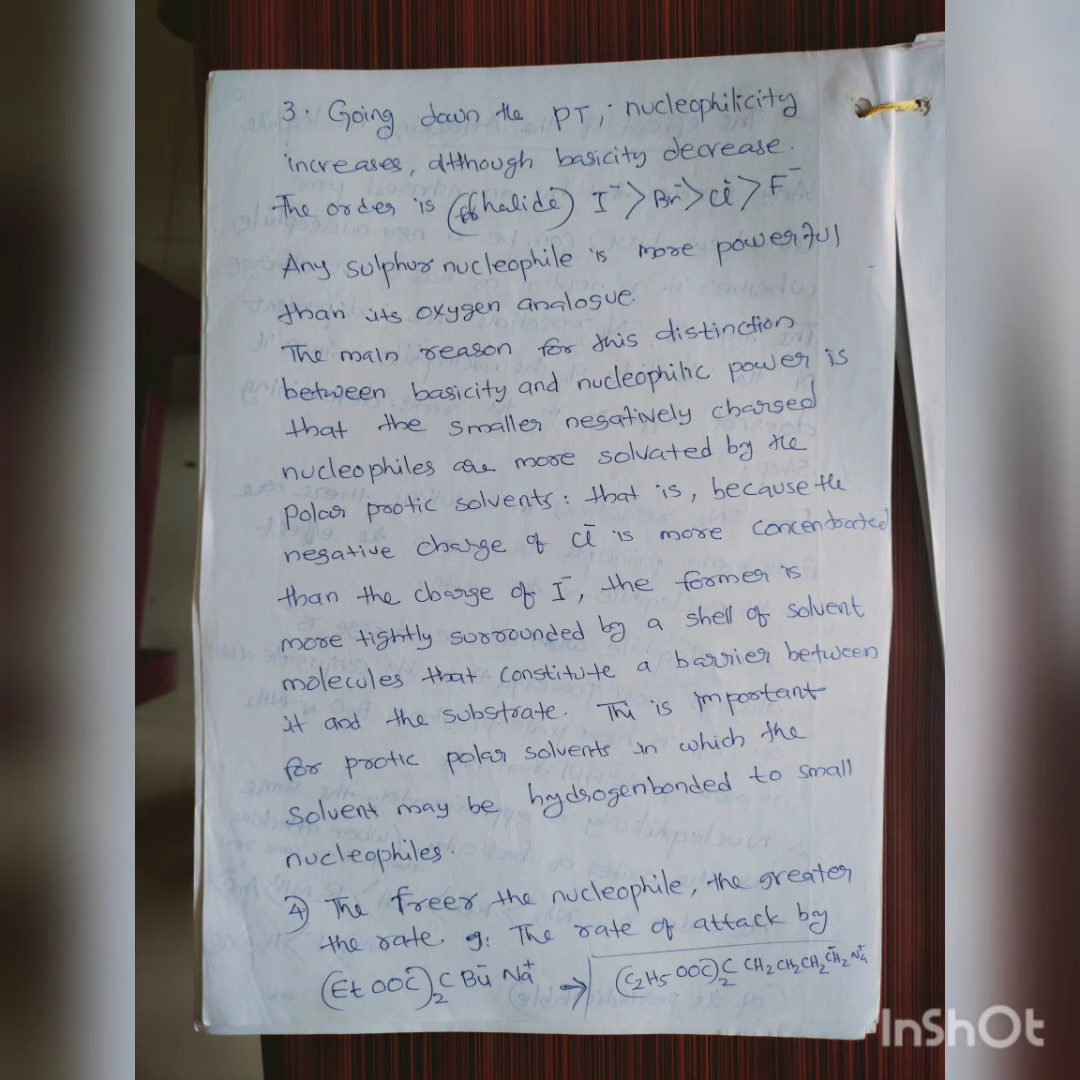 3. Going down the PT, nucleophilicity
increases, although basicity decrease.
The order is (of halide) I⁻ > Br⁻ > Cl⁻ > F⁻
Any sulphur nucleophile is more powerful
than its oxygen analogue
The main reason for this distinction
between basicity and nucleophilic power is
that the smaller negatively charged
nucleophiles are more solvated by the
polar protic solvents: that is, because the
negative charge of Cl⁻ is more concentrated
than the charge of I⁻, the former is
more tightly surrounded by a shell of solvent
molecules that constitute a barrier between
it and the substrate. Thi is important
for protic polar solvents in which the
solvent may be hydrogenbonded to small
nucleophiles.
4) The freer the nucleophile, the greater
the rate. g: The rate of attack by
(EtOOC)₂C⁻Bu Na⁺ → (C₂H₅OOC)₂C CH₂CH₂CH₂C⁻H₂Na⁺
InShOt